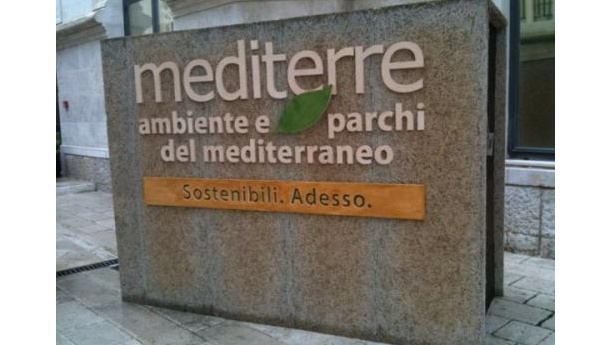 mediterre
ambiente e parchi
del mediterraneo
Sostenibili. Adesso.